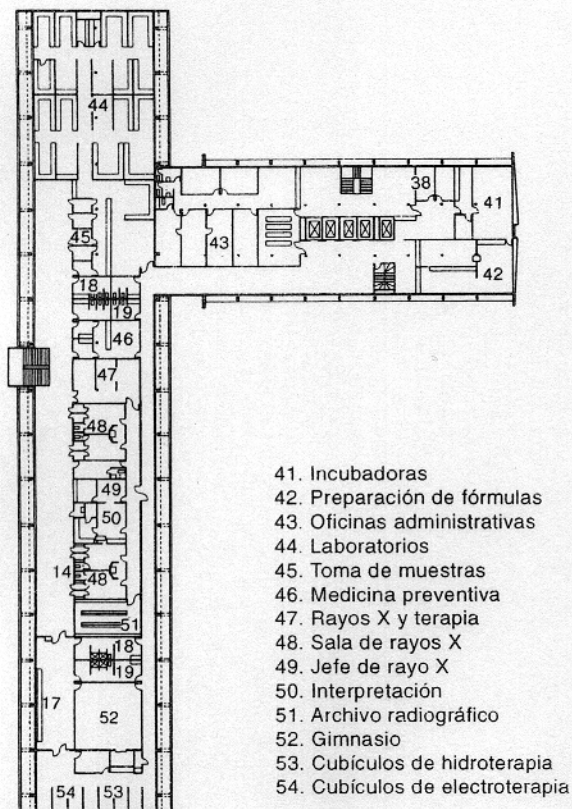 44
38
41
43
45
42
18
19
46
47
48
49
50
14
48
51
18
19
17
52
54 53
41. Incubadoras
42. Preparación de fórmulas
43. Oficinas administrativas
44. Laboratorios
45. Toma de muestras
46. Medicina preventiva
47. Rayos X y terapia
48. Sala de rayos X
49. Jefe de rayo X
50. Interpretación
51. Archivo radiográfico
52. Gimnasio
53. Cubículos de hidroterapia
54. Cubículos de electroterapia